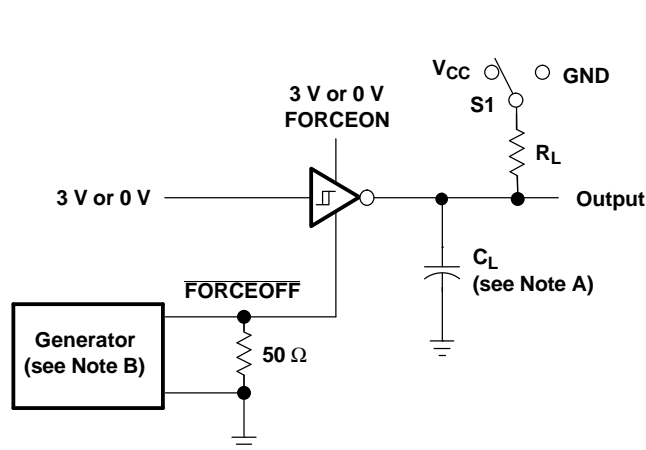 VCC
GND
S1
3 V or 0 V
FORCEON
RL
3 V or 0 V
Output
CL
(see Note A)
FORCEOFF
Generator
(see Note B)
50 Ω